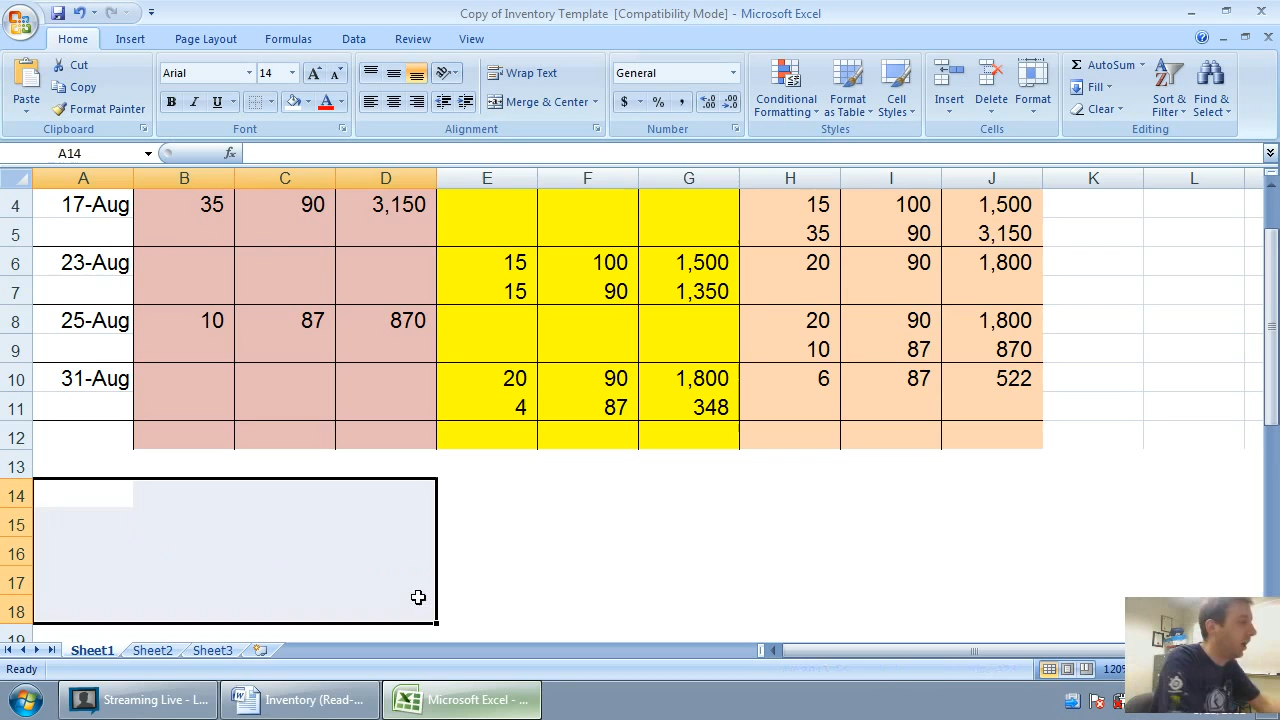 Copy of Inventory Template [Compatibility Mode] - Microsoft Excel
Home Insert Page Layout Formulas Data Review View
Paste Cut Copy Format Painter
Arial 14 A A
B I U A
Wrap Text
Merge & Center
General
$ % ,
Conditional Formatting Format as Table Cell Styles
Insert Delete Format
Σ AutoSum Fill Clear
Sort & Filter Find & Select
Clipboard Font Alignment Number Styles Cells Editing
A14 fx
A B C D E F G H I J K L
4 17-Aug 35 90 3,150 15 100 1,500
5 35 90 3,150
6 23-Aug 15 100 1,500 20 90 1,800
7 15 90 1,350
8 25-Aug 10 87 870 20 90 1,800
9 10 87 870
10 31-Aug 20 90 1,800 6 87 522
11 4 87 348
12
13
14
15
16
17
18
19
Sheet1 Sheet2 Sheet3
Ready 120%
Streaming Live - L... Inventory (Read-... Microsoft Excel - ...